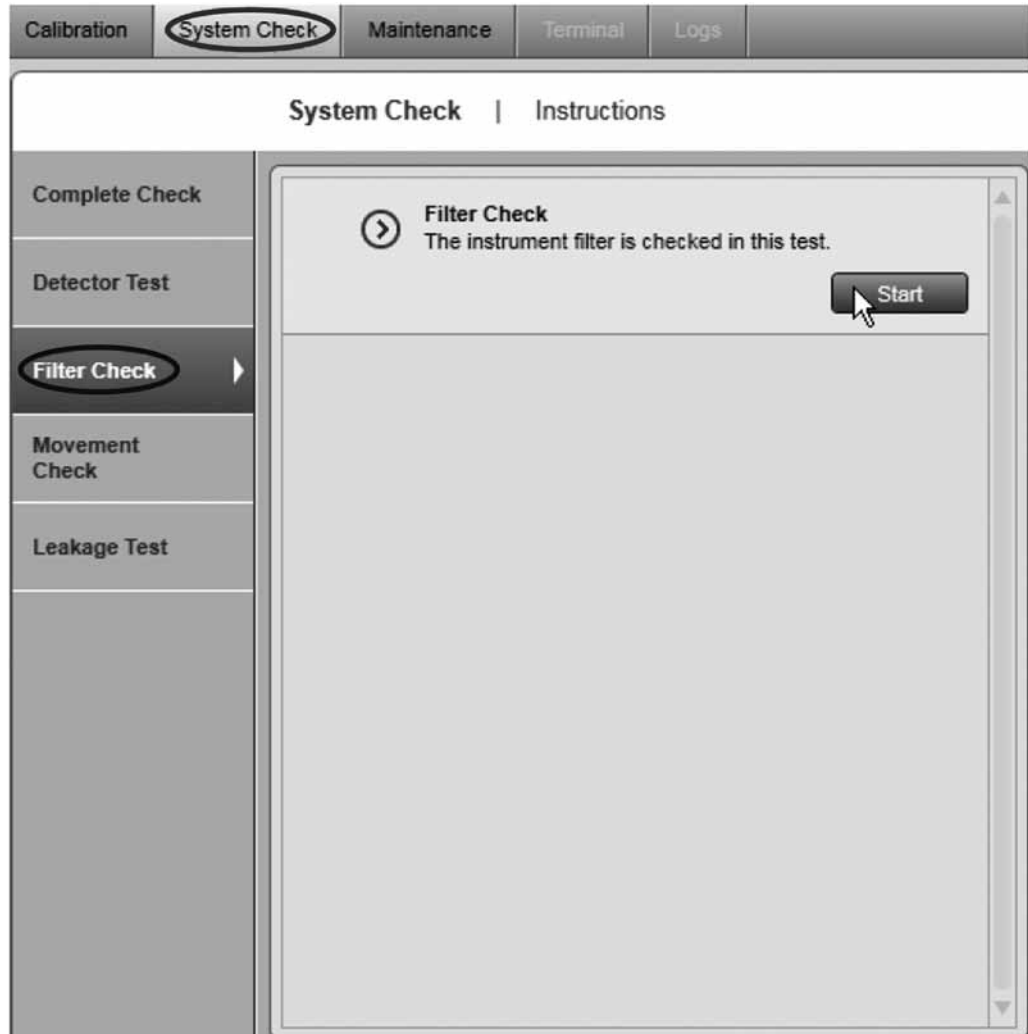 Calibration System Check Maintenance Terminal Logs
System Check | Instructions
Complete Check
Filter Check
The instrument filter is checked in this test.
Start
Detector Test
Filter Check
Movement
Check
Leakage Test